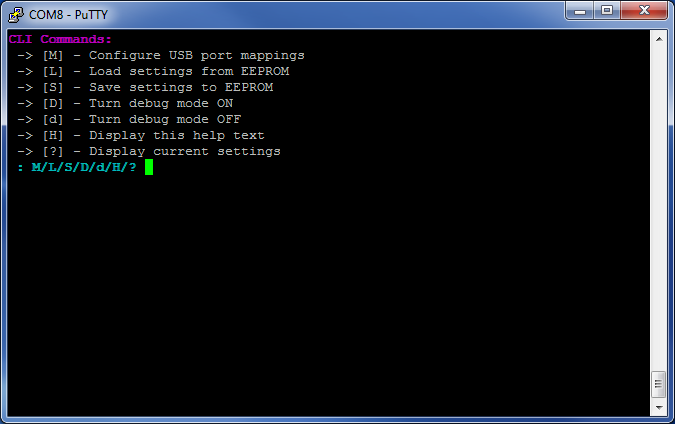 COM8 - PuTTY
CLI Commands:
-> [M] - Configure USB port mappings
-> [L] - Load settings from EEPROM
-> [S] - Save settings to EEPROM
-> [D] - Turn debug mode ON
-> [d] - Turn debug mode OFF
-> [H] - Display this help text
-> [?] - Display current settings
: M/L/S/D/d/H/?